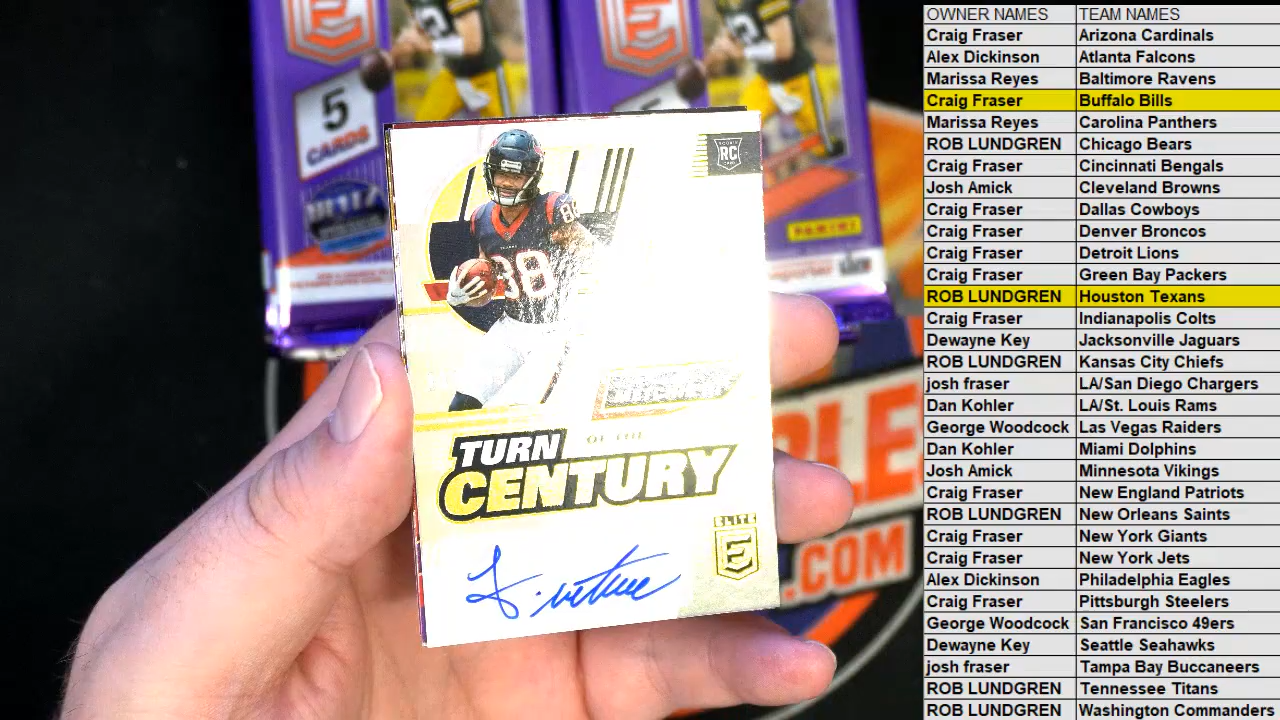 5
CARDS
PANINI
ROOKIE
RC
88
38
TURN
OF THE
CENTURY
ELITE
E
.COM
OWNER NAMES TEAM NAMES
Craig Fraser Arizona Cardinals
Alex Dickinson Atlanta Falcons
Marissa Reyes Baltimore Ravens
Craig Fraser Buffalo Bills
Marissa Reyes Carolina Panthers
ROB LUNDGREN Chicago Bears
Craig Fraser Cincinnati Bengals
Josh Amick Cleveland Browns
Craig Fraser Dallas Cowboys
Craig Fraser Denver Broncos
Craig Fraser Detroit Lions
Craig Fraser Green Bay Packers
ROB LUNDGREN Houston Texans
Craig Fraser Indianapolis Colts
Dewayne Key Jacksonville Jaguars
ROB LUNDGREN Kansas City Chiefs
josh fraser LA/San Diego Chargers
Dan Kohler LA/St. Louis Rams
George Woodcock Las Vegas Raiders
Dan Kohler Miami Dolphins
Josh Amick Minnesota Vikings
Craig Fraser New England Patriots
ROB LUNDGREN New Orleans Saints
Craig Fraser New York Giants
Craig Fraser New York Jets
Alex Dickinson Philadelphia Eagles
Craig Fraser Pittsburgh Steelers
George Woodcock San Francisco 49ers
Dewayne Key Seattle Seahawks
josh fraser Tampa Bay Buccaneers
ROB LUNDGREN Tennessee Titans
ROB LUNDGREN Washington Commanders